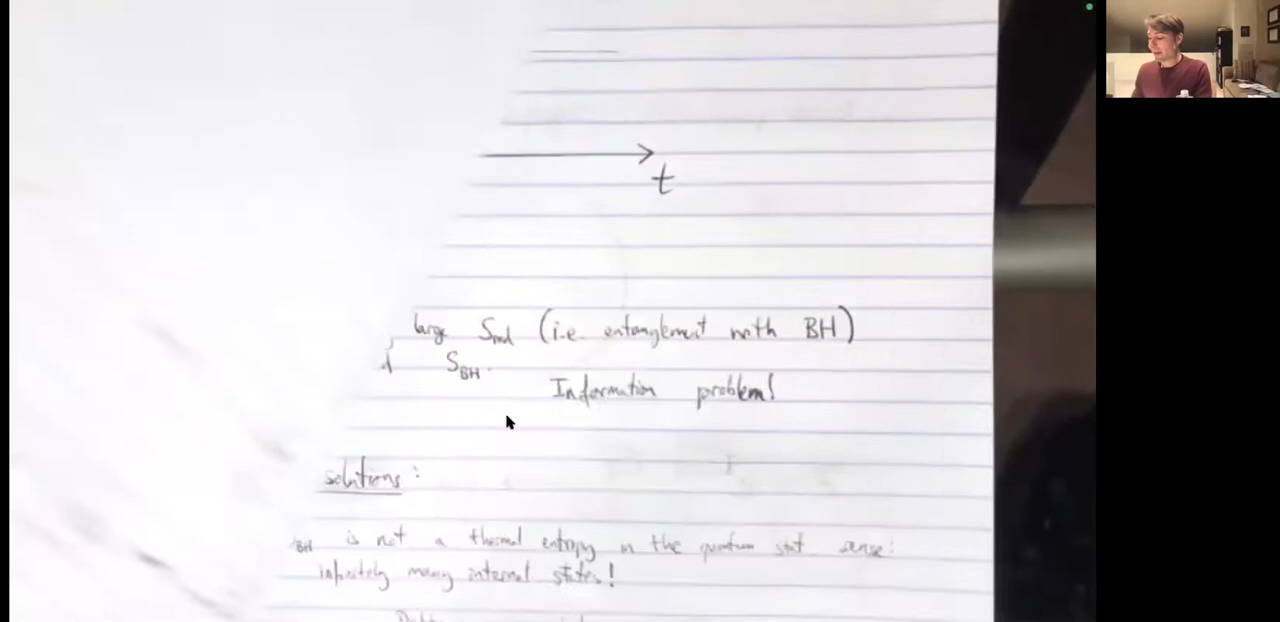 t
large S_rad (i.e. entanglement with BH)
S_BH.
Information problem!
solutions:
BH is not a thermal entropy in the quantum stat sense:
infinitely many internal states!